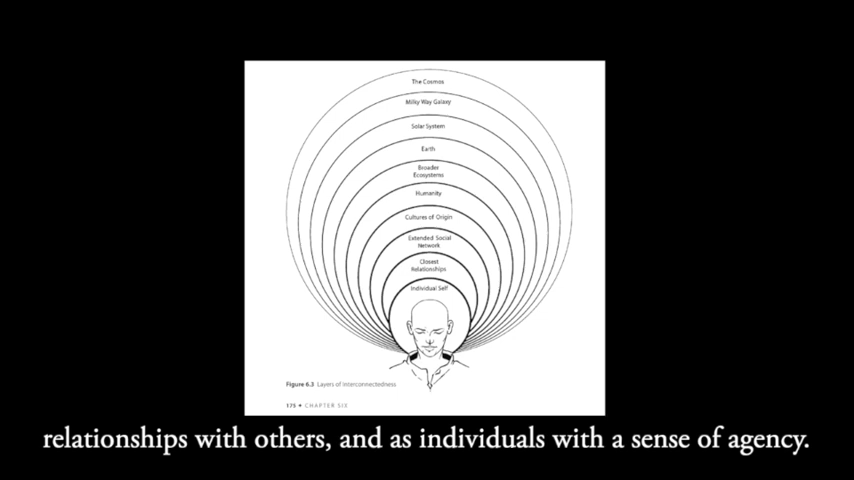 The Cosmos
Milky Way Galaxy
Solar System
Earth
Broader
Ecosystems
Humanity
Cultures of Origin
Extended Social
Network
Closest
Relationships
Individual Self
Figure 6.3 Layers of Interconnectedness
175 • CHAPTER SIX
relationships with others, and as individuals with a sense of agency.